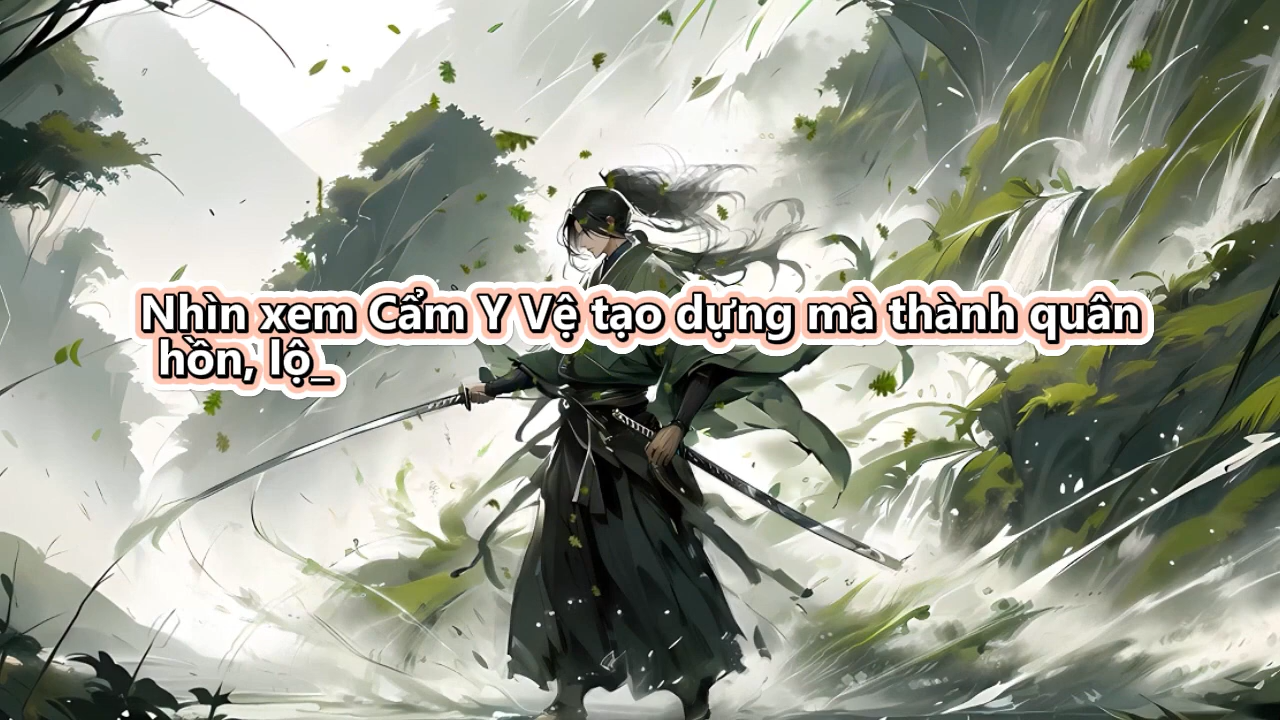 Nhìn xem Cẩm Y Vệ tạo dựng mà thành quân
hồn, lộ_